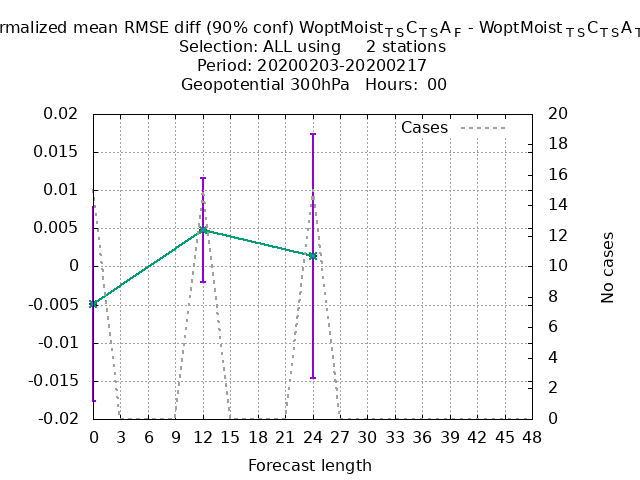 rmalized mean RMSE diff (90% conf) WoptMoist_TSC_TSA_F - WoptMoist_TSC_TSA_T
Selection: ALL using 2 stations
Period: 20200203-20200217
Geopotential 300hPa Hours: 00
0.02
0.015
0.01
0.005
0
-0.005
-0.01
-0.015
-0.02
Cases
20
18
16
14
12
10
8
6
4
2
0
No cases
0 3 6 9 12 15 18 21 24 27 30 33 36 39 42 45 48
Forecast length